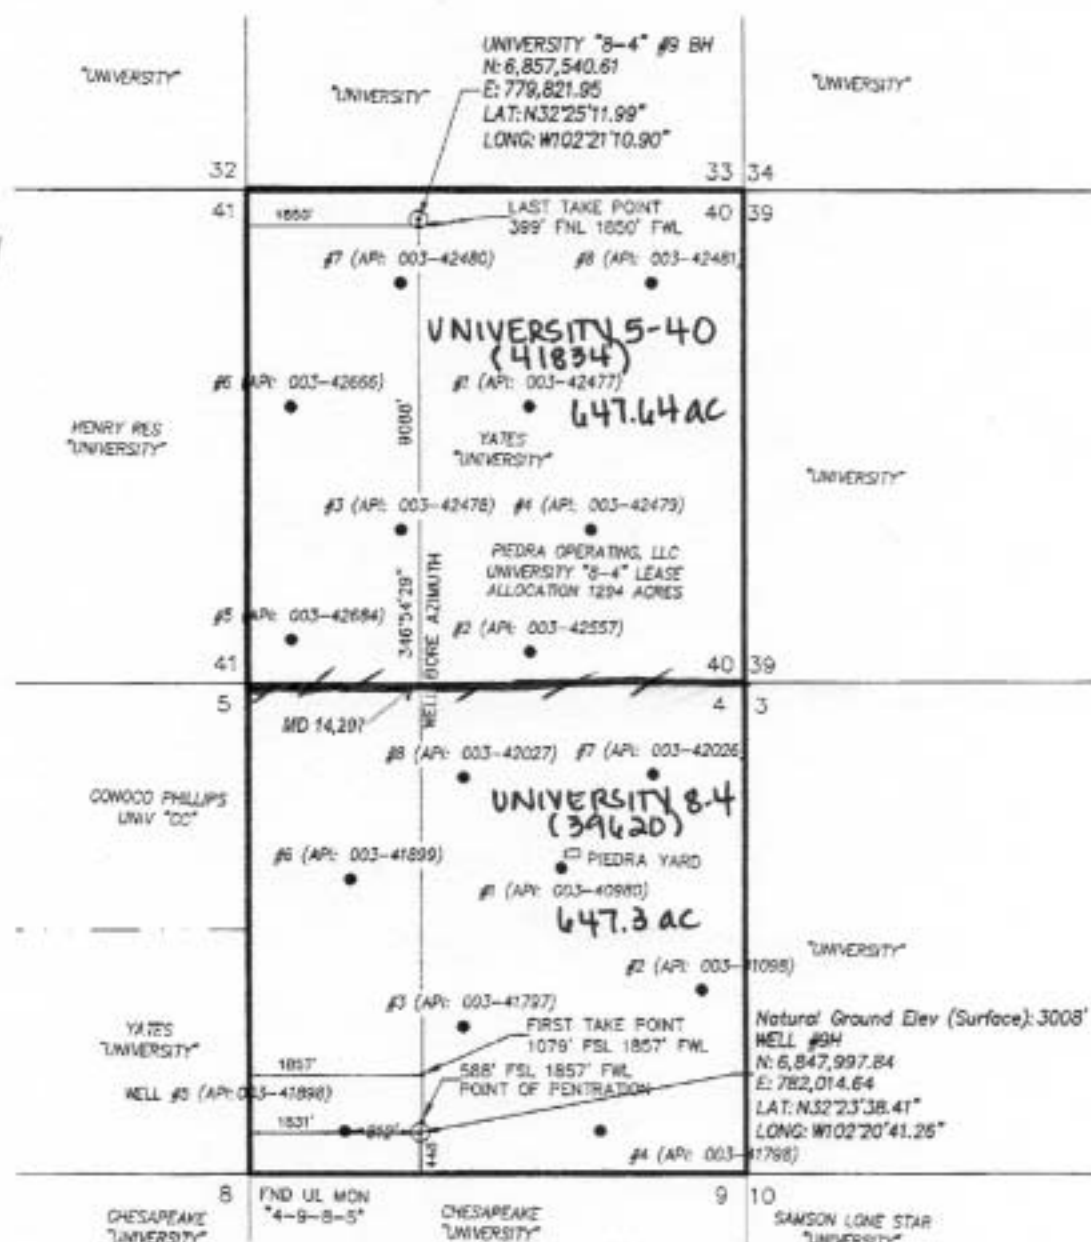 UNIVERSITY "8-4" #9 BH
N: 6,857,540.61
E: 779,821.95
LAT: N32°25'11.99"
LONG: W102°21'10.90"
"UNIVERSITY"
"UNIVERSITY"
"UNIVERSITY"
32
33 34
41
1850'
LAST TAKE POINT
399' FNL 1850' FWL
40 39
#7 (API: 003-42480)
#8 (API: 003-42481)
UNIVERSITY 5-40
(41834)
#6 (API: 003-42666)
#1 (API: 003-42477)
647.64 ac
HENRY RES
"UNIVERSITY"
9088'
YATES
"UNIVERSITY"
"UNIVERSITY"
#3 (API: 003-42478)
#4 (API: 003-42479)
PIEDRA OPERATING, LLC
UNIVERSITY "8-4" LEASE
ALLOCATION 1294 ACRES
346°54'29"
WELL BORE AZIMUTH
#5 (API: 003-42684)
#2 (API: 003-42557)
41
40 39
5
4 3
MD 14,297
#8 (API: 003-42027)
#7 (API: 003-42026
CONOCO PHILLIPS
UNIV "CC"
UNIVERSITY 8-4
(39620)
#6 (API: 003-41899)
PIEDRA YARD
#1 (API: 003-40980)
647.3 ac
"UNIVERSITY"
#2 (API: 003-41098)
#3 (API: 003-41797)
YATES
"UNIVERSITY"
FIRST TAKE POINT
1079' FSL 1857' FWL
1857'
588' FSL 1857' FWL
POINT OF PENTRATION
Natural Ground Elev (Surface): 3008'
WELL #9H
N: 6,847,997.84
E: 782,014.64
LAT: N32°23'38.41"
LONG: W102°20'41.26"
WELL #5 (API: 003-41898)
1831'
#4 (API: 003-41798)
8
FND UL MON
"4-9-8-5"
9 10
CHESAPEAKE
"UNIVERSITY"
CHESAPEAKE
"UNIVERSITY"
SAMSON LONE STAR
"UNIVERSITY"